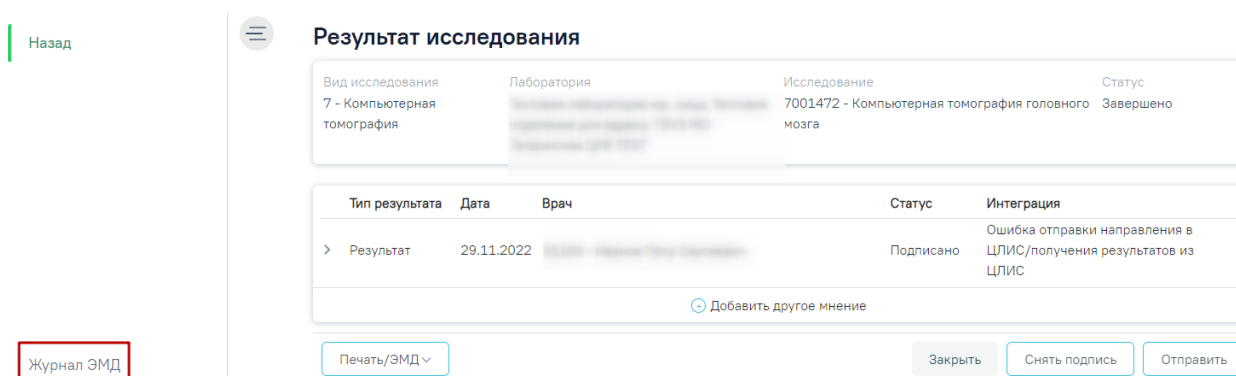 Назад
Результат исследования
Вид исследования Лаборатория Исследование Статус
7 - Компьютерная 7001472 - Компьютерная томография головного Завершено
томография мозга
Тип результата Дата Врач Статус Интеграция
Ошибка отправки направления в
Результат 29.11.2022 Подписано ЦЛИС/получения результатов из
ЦЛИС
Добавить другое мнение
Журнал ЭМД Печать/ЭМД Закрыть Снять подпись Отправить